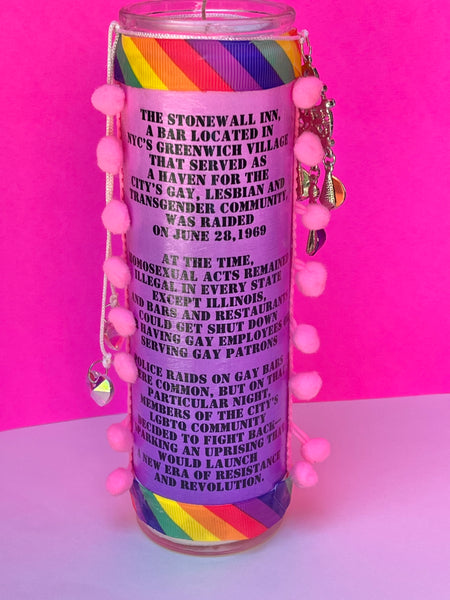 THE STONEWALL INN,
A BAR LOCATED IN
NYC'S GREENWICH VILLAGE
THAT SERVED AS
A HAVEN FOR THE
CITY'S GAY, LESBIAN AND
TRANSGENDER COMMUNITY,
WAS RAIDED
ON JUNE 28,1969
AT THE TIME,
HOMOSEXUAL ACTS REMAINED
ILLEGAL IN EVERY STATE
EXCEPT ILLINOIS,
AND BARS AND RESTAURANTS
COULD GET SHUT DOWN
HAVING GAY EMPLOYEES
SERVING GAY PATRONS
POLICE RAIDS ON GAY BARS
WERE COMMON, BUT ON THAT
PARTICULAR NIGHT,
MEMBERS OF THE CITY'S
LGBTQ COMMUNITY
DECIDED TO FIGHT BACK—
SPARKING AN UPRISING THAT
WOULD LAUNCH
A NEW ERA OF RESISTANCE
AND REVOLUTION.